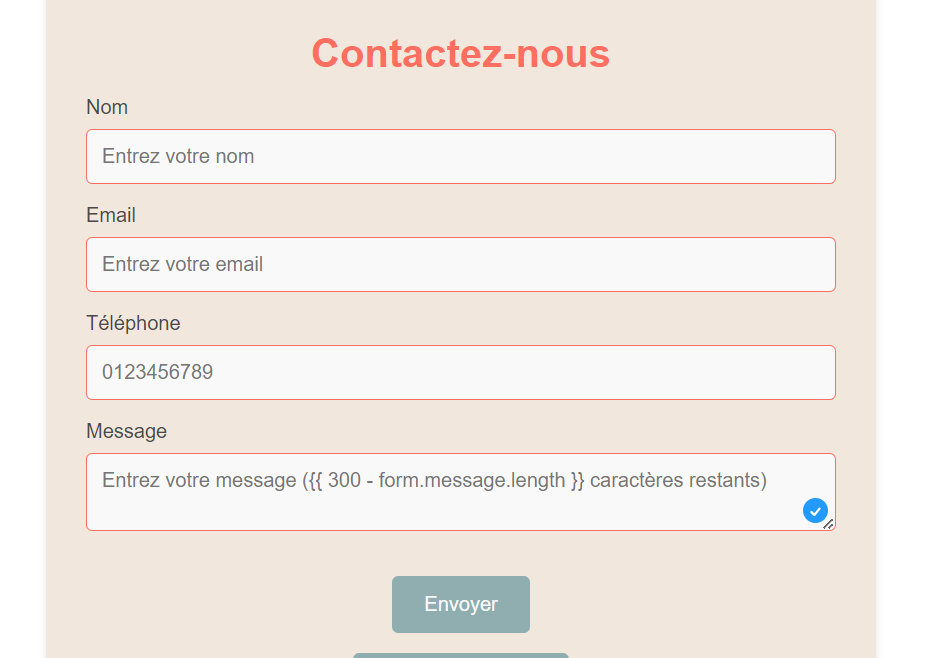 Contactez-nous
Nom
Entrez votre nom
Email
Entrez votre email
Téléphone
0123456789
Message
Entrez votre message ({{ 300 - form.message.length }} caractères restants)
Envoyer